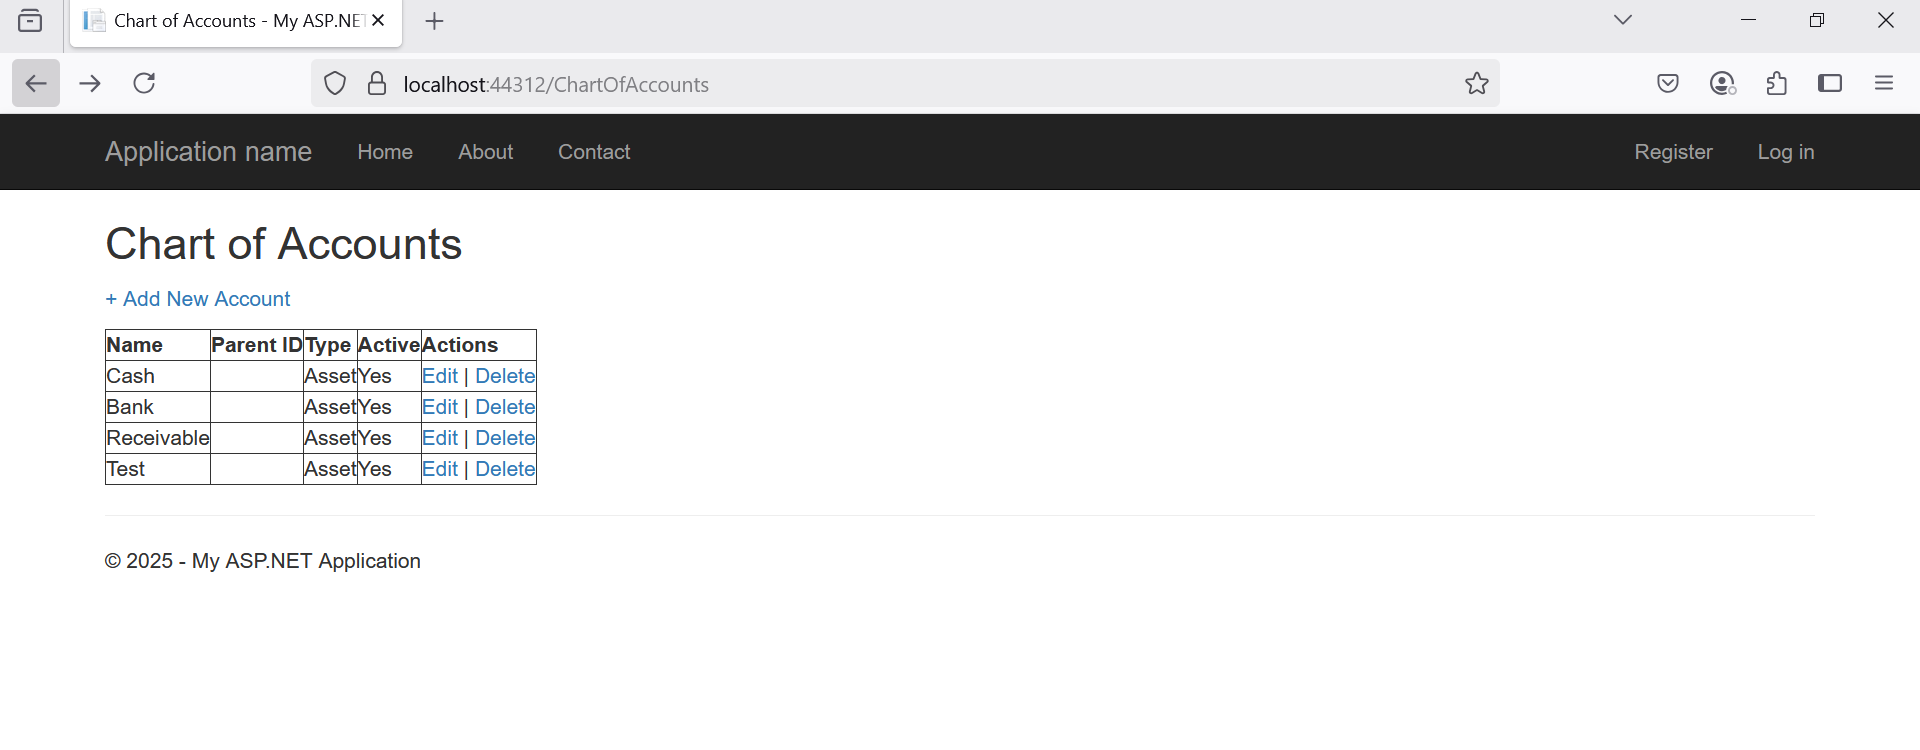 Chart of Accounts - My ASP.NET
localhost:44312/ChartOfAccounts
Application name Home About Contact Register Log in
Chart of Accounts
+ Add New Account
Name Parent ID Type Active Actions
Cash Asset Yes Edit | Delete
Bank Asset Yes Edit | Delete
Receivable Asset Yes Edit | Delete
Test Asset Yes Edit | Delete
© 2025 - My ASP.NET Application